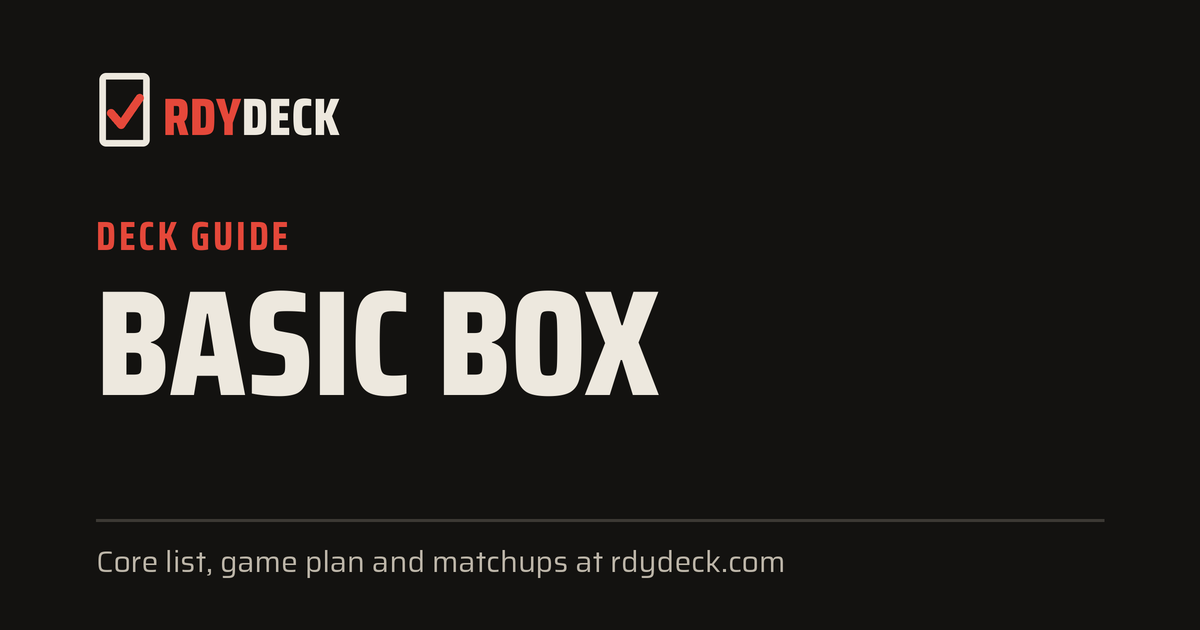 RDYDECK
DECK GUIDE
BASIC BOX
Core list, game plan and matchups at rdydeck.com